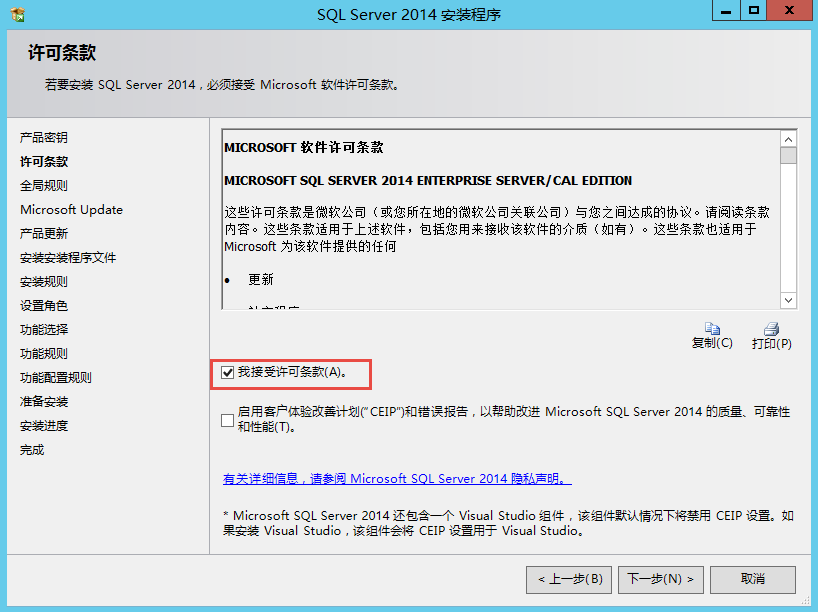 SQL Server 2014 安装程序
许可条款
若要安装 SQL Server 2014，必须接受 Microsoft 软件许可条款。
产品密钥
许可条款
全局规则
Microsoft Update
产品更新
安装安装程序文件
安装规则
设置角色
功能选择
功能规则
功能配置规则
准备安装
安装进度
完成
MICROSOFT 软件许可条款
MICROSOFT SQL SERVER 2014 ENTERPRISE SERVER/CAL EDITION
这些许可条款是微软公司（或您所在地的微软公司关联公司）与您之间达成的协议。请阅读条款
内容。这些条款适用于上述软件，包括您用来接收该软件的介质（如有）。这些条款也适用于
Microsoft 为该软件提供的任何
• 更新
复制(C)
打印(P)
我接受许可条款(A)。
启用客户体验改善计划("CEIP")和错误报告，以帮助改进 Microsoft SQL Server 2014 的质量、可靠性
和性能(T)。
有关详细信息，请参阅 Microsoft SQL Server 2014 隐私声明。
* Microsoft SQL Server 2014 还包含一个 Visual Studio 组件，该组件默认情况下将禁用 CEIP 设置。如
果安装 Visual Studio，该组件会将 CEIP 设置用于 Visual Studio。
< 上一步(B)
下一步(N) >
取消